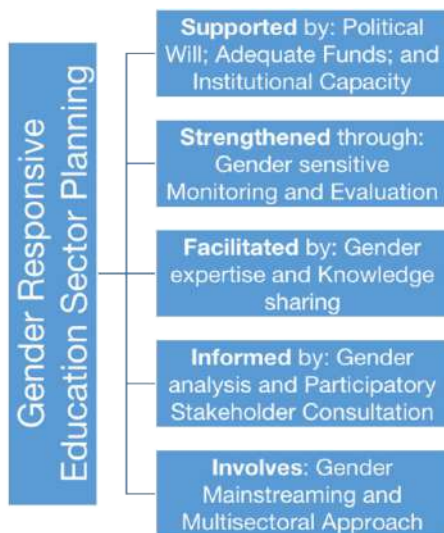 Gender Responsive
Education Sector Planning
Supported by: Political
Will; Adequate Funds; and
Institutional Capacity
Strengthened through:
Gender sensitive
Monitoring and Evaluation
Facilitated by: Gender
expertise and Knowledge
sharing
Informed by: Gender
analysis and Participatory
Stakeholder Consultation
Involves: Gender
Mainstreaming and
Multisectoral Approach